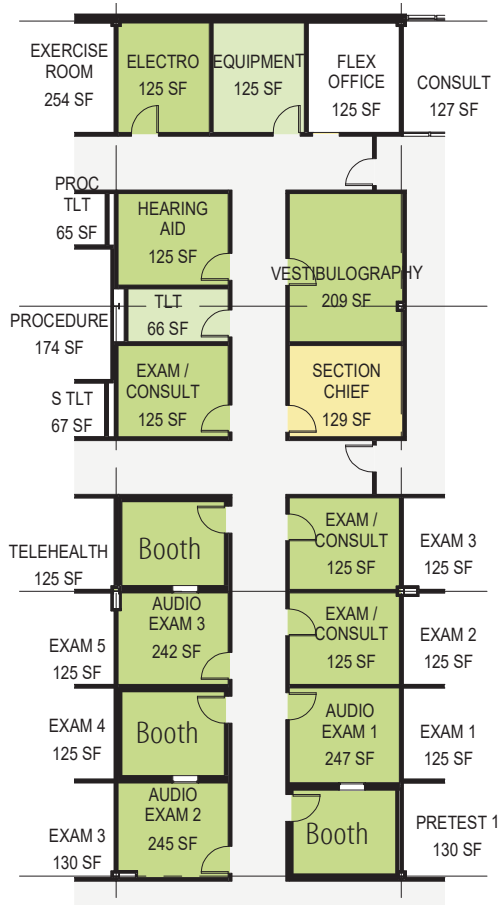 EXERCISE
ROOM
254 SF
ELECTRO
125 SF
EQUIPMENT
125 SF
FLEX
OFFICE
125 SF
CONSULT
127 SF
PROC
TLT
65 SF
HEARING
AID
125 SF
VESTIBULOGRAPHY
209 SF
PROCEDURE
174 SF
TLT
66 SF
S TLT
67 SF
EXAM /
CONSULT
125 SF
SECTION
CHIEF
129 SF
TELEHEALTH
125 SF
Booth
EXAM /
CONSULT
125 SF
EXAM 3
125 SF
EXAM 5
125 SF
AUDIO
EXAM 3
242 SF
EXAM /
CONSULT
125 SF
EXAM 2
125 SF
EXAM 4
125 SF
Booth
AUDIO
EXAM 1
247 SF
EXAM 1
125 SF
EXAM 3
130 SF
AUDIO
EXAM 2
245 SF
Booth
PRETEST 1
130 SF